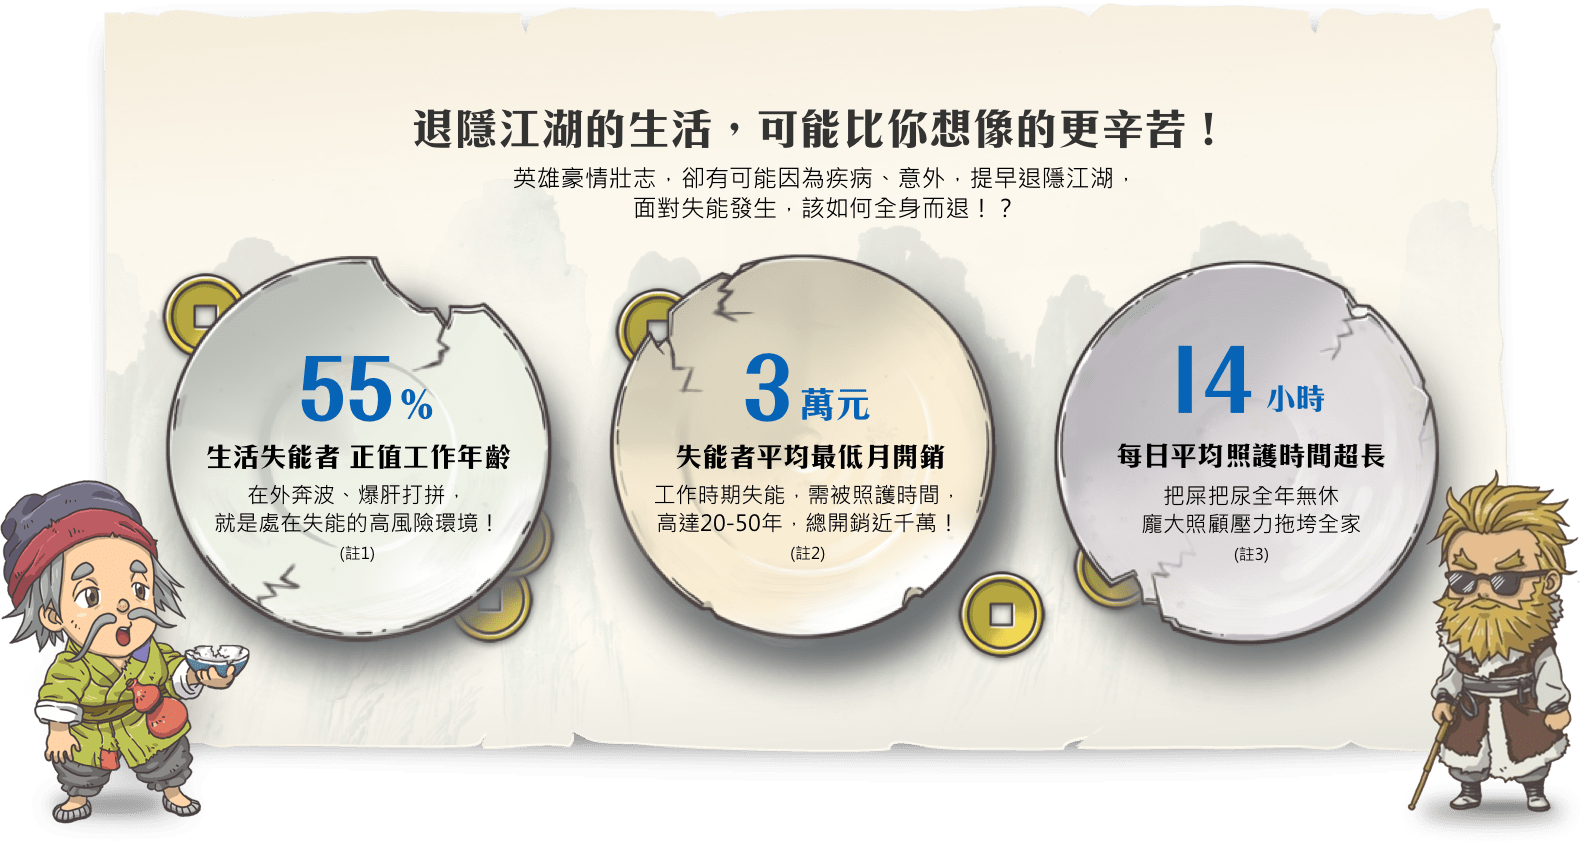 退隱江湖的生活，可能比你想像的更辛苦！
英雄豪情壯志，卻有可能因為疾病、意外，提早退隱江湖，
面對失能發生，該如何全身而退！？
55%
生活失能者 正值工作年齡
在外奔波、爆肝打拼，
就是處在失能的高風險環境！
(註1)
3萬元
失能者平均最低月開銷
工作時期失能，需被照護時間，
高達20-50年，總開銷近千萬！
(註2)
14小時
每日平均照護時間超長
把屎把尿全年無休
龐大照顧壓力拖垮全家
(註3)